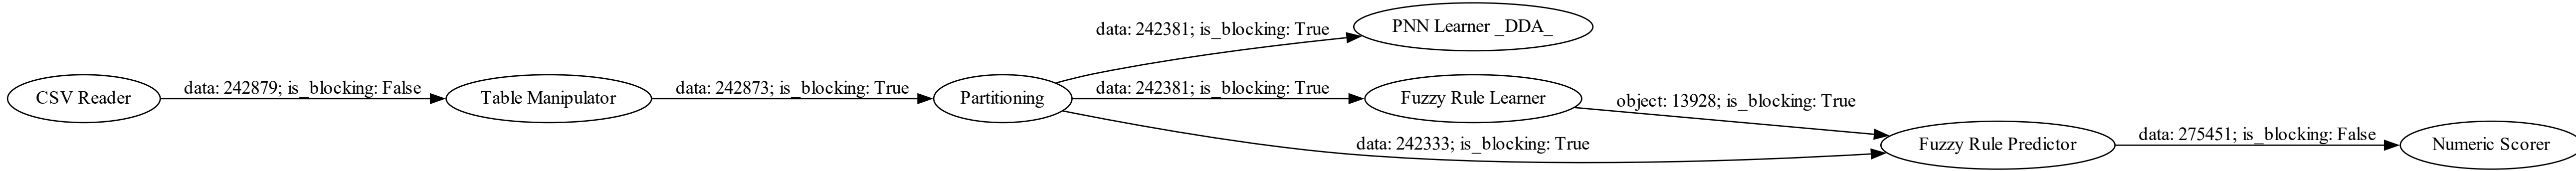 data: 242381; is_blocking: True
PNN Learner _DDA_
CSV Reader
data: 242879; is_blocking: False
Table Manipulator
data: 242873; is_blocking: True
Partitioning
data: 242381; is_blocking: True
Fuzzy Rule Learner
object: 13928; is_blocking: True
data: 242333; is_blocking: True
Fuzzy Rule Predictor
data: 275451; is_blocking: False
Numeric Scorer